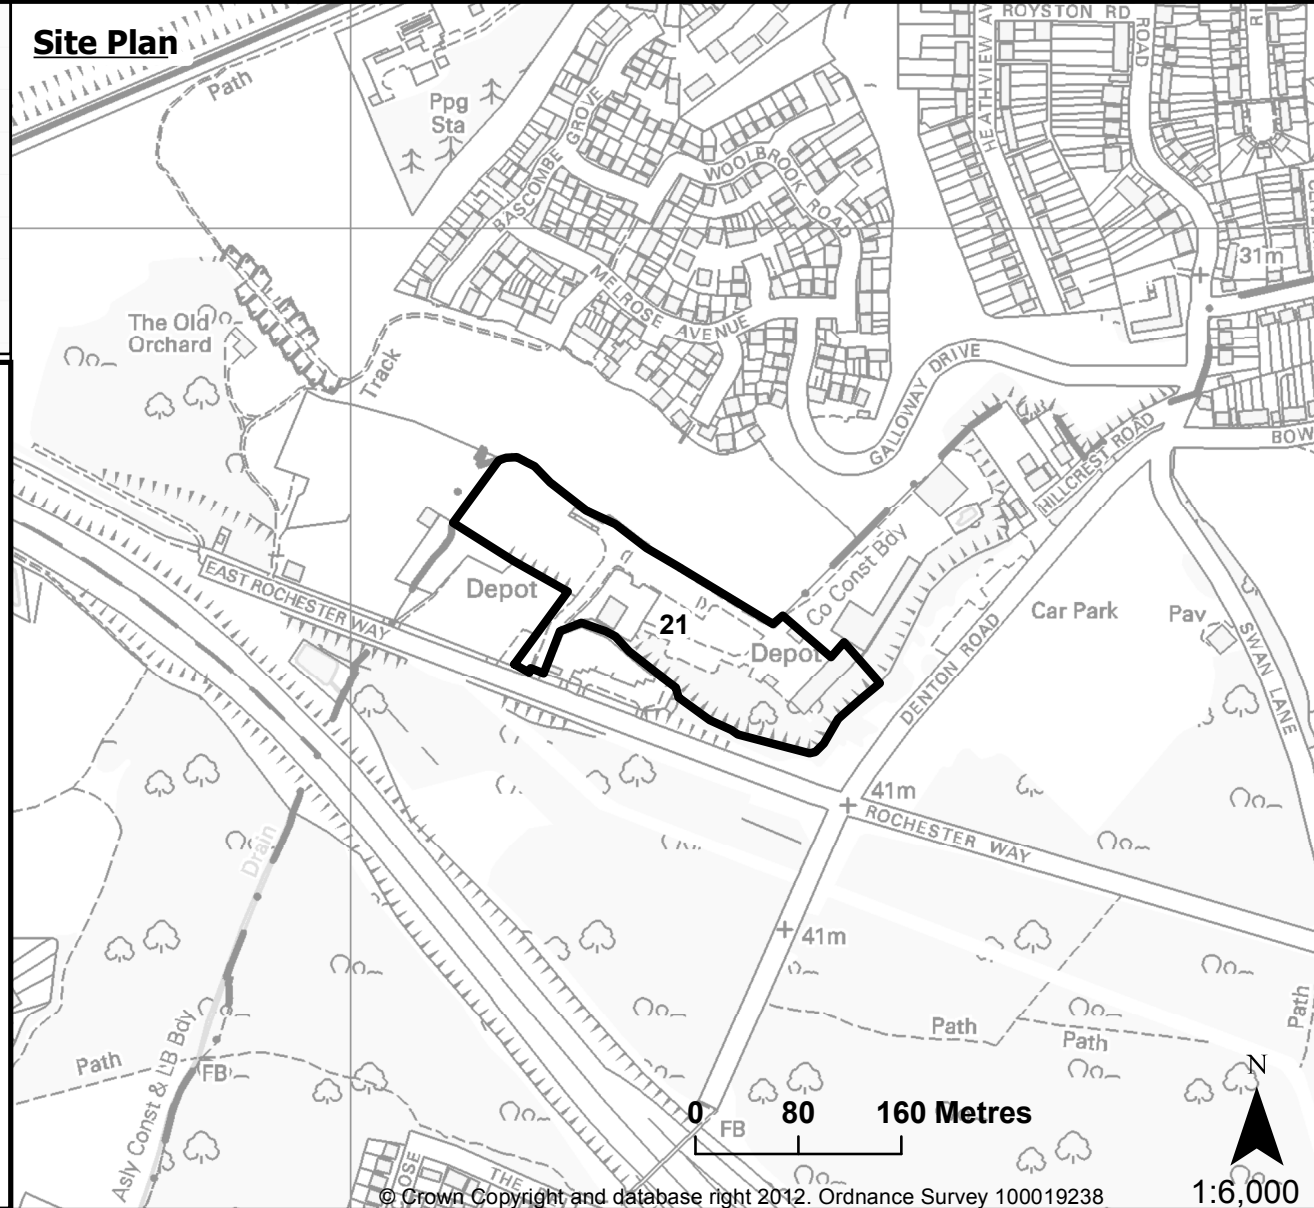 Site Plan
ROYSTON RD
ROAD
HEATHVIEW AV
Path
Ppg
Sta
BASCOMBE GROVE
WOOLBROOK ROAD
31m
MELROSE AVENUE
The Old
Orchard
Track
GALLOWAY DRIVE
HILLCREST ROAD
BOW
Co Const Bdy
EAST ROCHESTER WAY
Depot
21
Depot
Car Park
Pav
SWAN LANE
DENTON ROAD
41m
ROCHESTER WAY
Drain
41m
Path
Path
Path
Path
Asly Const & LB Bdy
FB
N
0 80 160 Metres
FB
OSE
THE
© Crown Copyright and database right 2012. Ordnance Survey 100019238
1:6,000